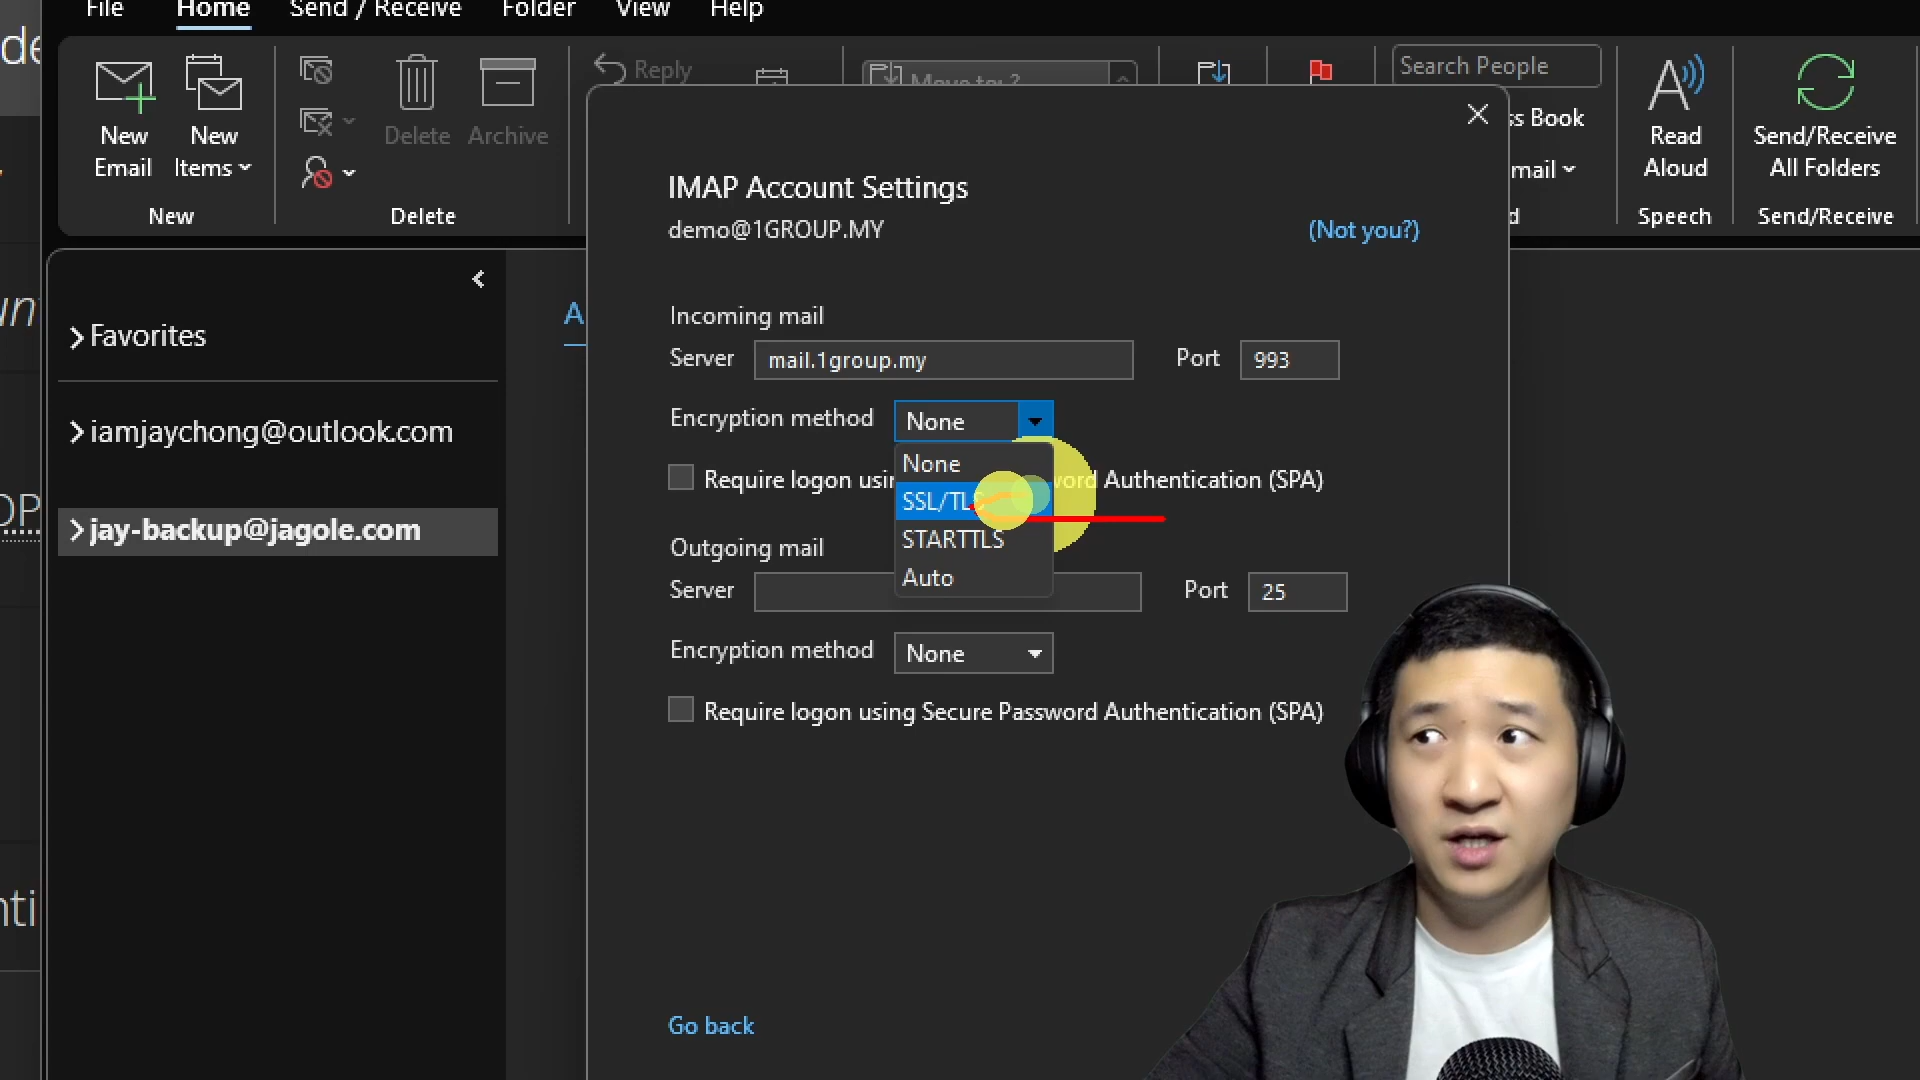 File Home Send / Receive Folder View Help
Reply
Search People
New Email
New Items
Delete
Archive
Book
mail
Read Aloud
Send/Receive All Folders
New
Delete
Speech
Send/Receive
IMAP Account Settings
demo@1GROUP.MY
(Not you?)
Favorites
iamjaychong@outlook.com
jay-backup@jagole.com
Incoming mail
Server mail.1group.my Port 993
Encryption method None
None
Require logon Authentication (SPA)
SSL/TLS
STARTTLS
Outgoing mail
Auto
Server Port 25
Encryption method None
Require logon using Secure Password Authentication (SPA)
Go back